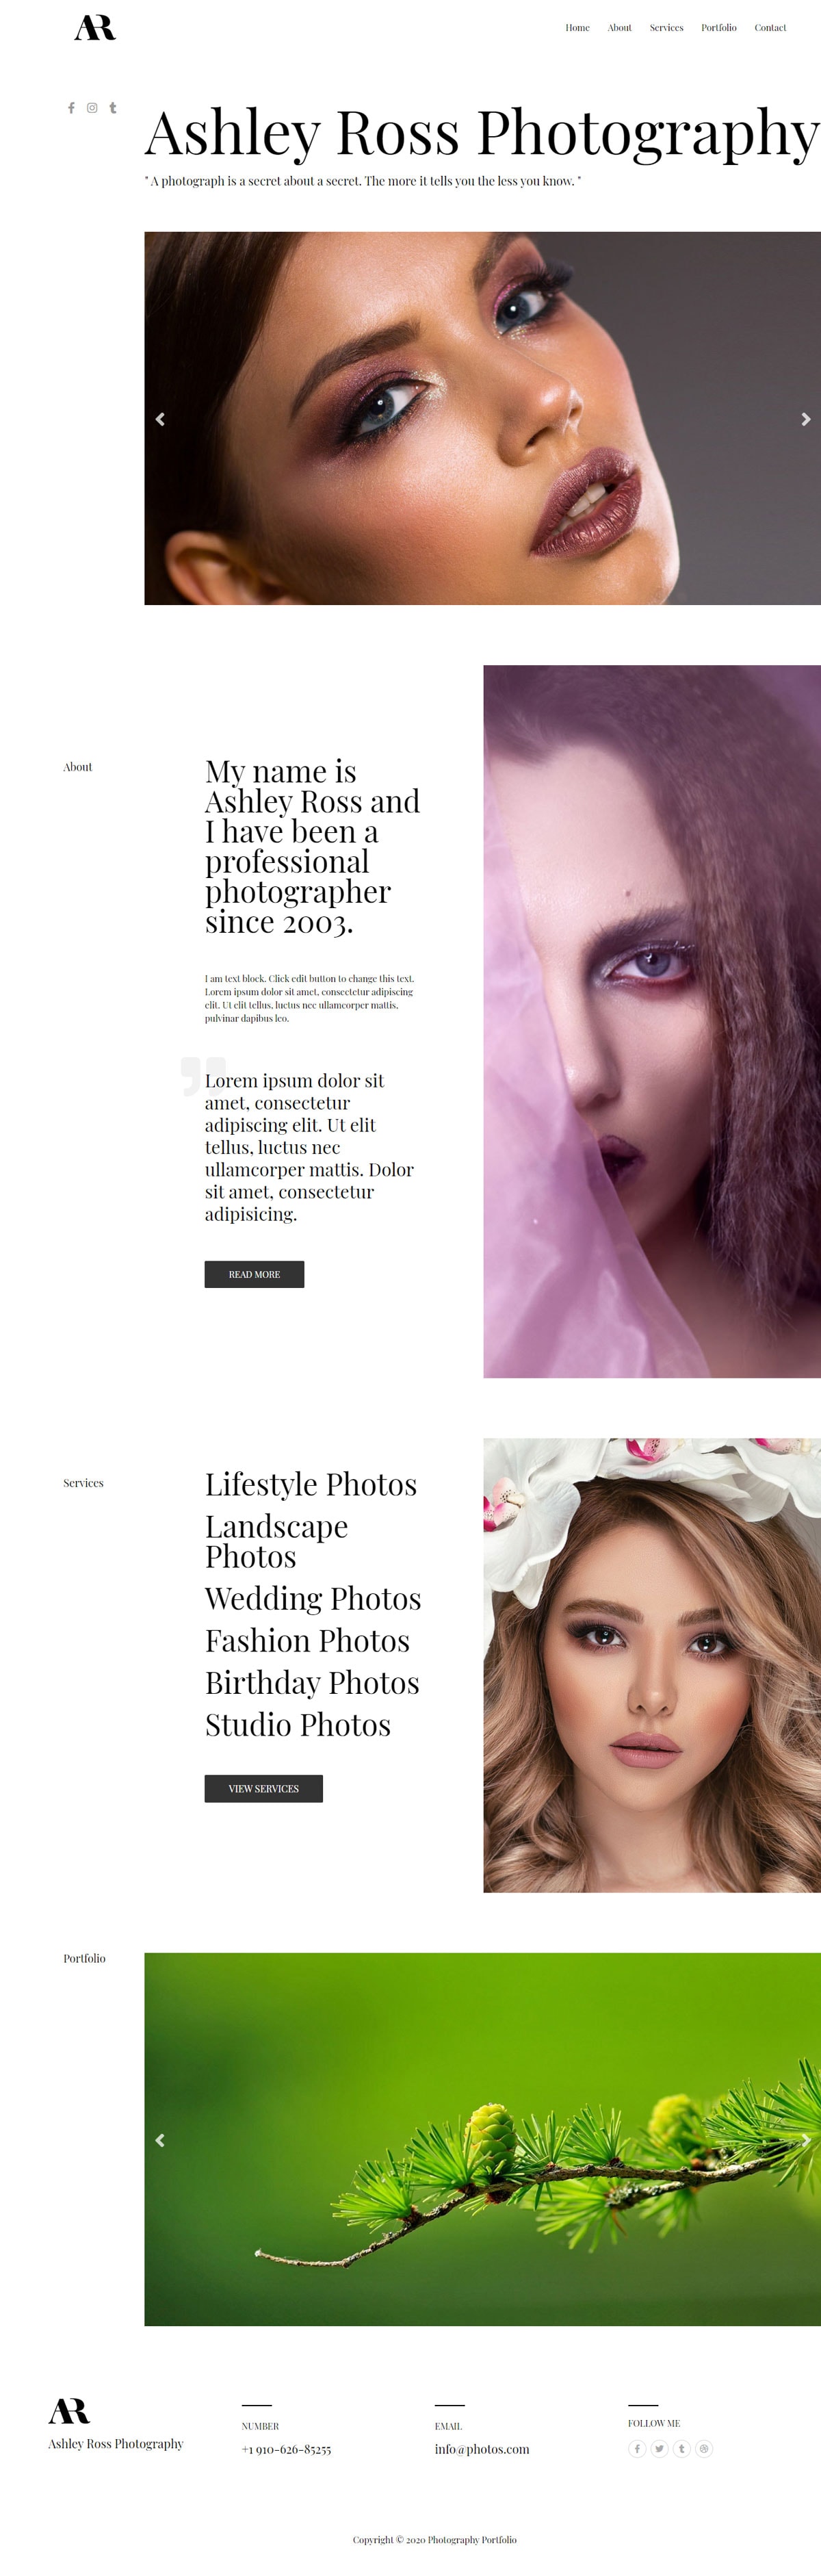 AR
Home About Services Portfolio Contact
Ashley Ross Photography
" A photograph is a secret about a secret. The more it tells you the less you know. "
About
My name is
Ashley Ross and
I have been a
professional
photographer
since 2003.
I am text block. Click edit button to change this text.
Lorem ipsum dolor sit amet, consectetur adipiscing
elit. Ut elit tellus, luctus nec ullamcorper mattis,
pulvinar dapibus leo.
Lorem ipsum dolor sit
amet, consectetur
adipiscing elit. Ut elit
tellus, luctus nec
ullamcorper mattis. Dolor
sit amet, consectetur
adipisicing.
READ MORE
Services
Lifestyle Photos
Landscape
Photos
Wedding Photos
Fashion Photos
Birthday Photos
Studio Photos
VIEW SERVICES
Portfolio
AR
Ashley Ross Photography
NUMBER
+1 910-626-85255
EMAIL
info@photos.com
FOLLOW ME
Copyright © 2020 Photography Portfolio